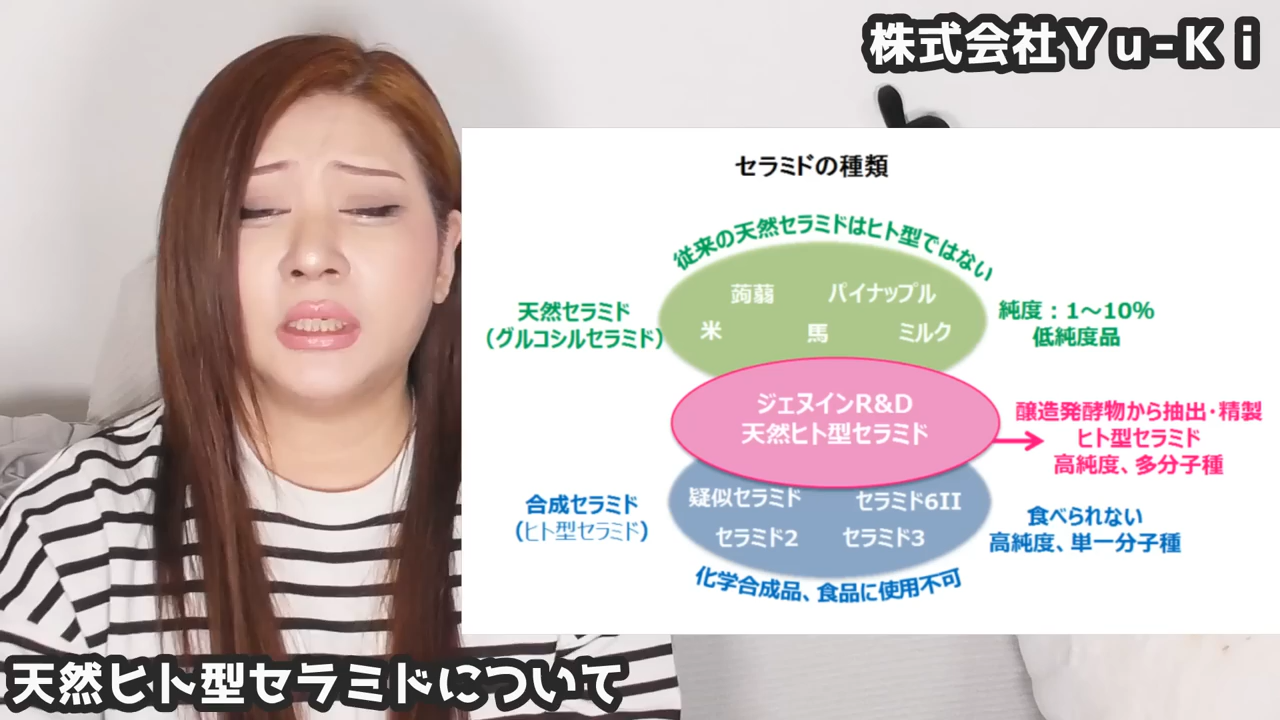 株式会社Yu-Ki
セラミドの種類
従来の天然セラミドはヒト型ではない
蒟蒻 パイナップル
米 馬 ミルク
天然セラミド
(グルコシルセラミド)
純度：1～10%
低純度品
ジェヌインR&D
天然ヒト型セラミド
醸造発酵物から抽出・精製
ヒト型セラミド
高純度、多分子種
合成セラミド
(ヒト型セラミド)
疑似セラミド セラミド6II
セラミド2 セラミド3
食べられない
高純度、単一分子種
化学合成品、食品に使用不可
天然ヒト型セラミドについて